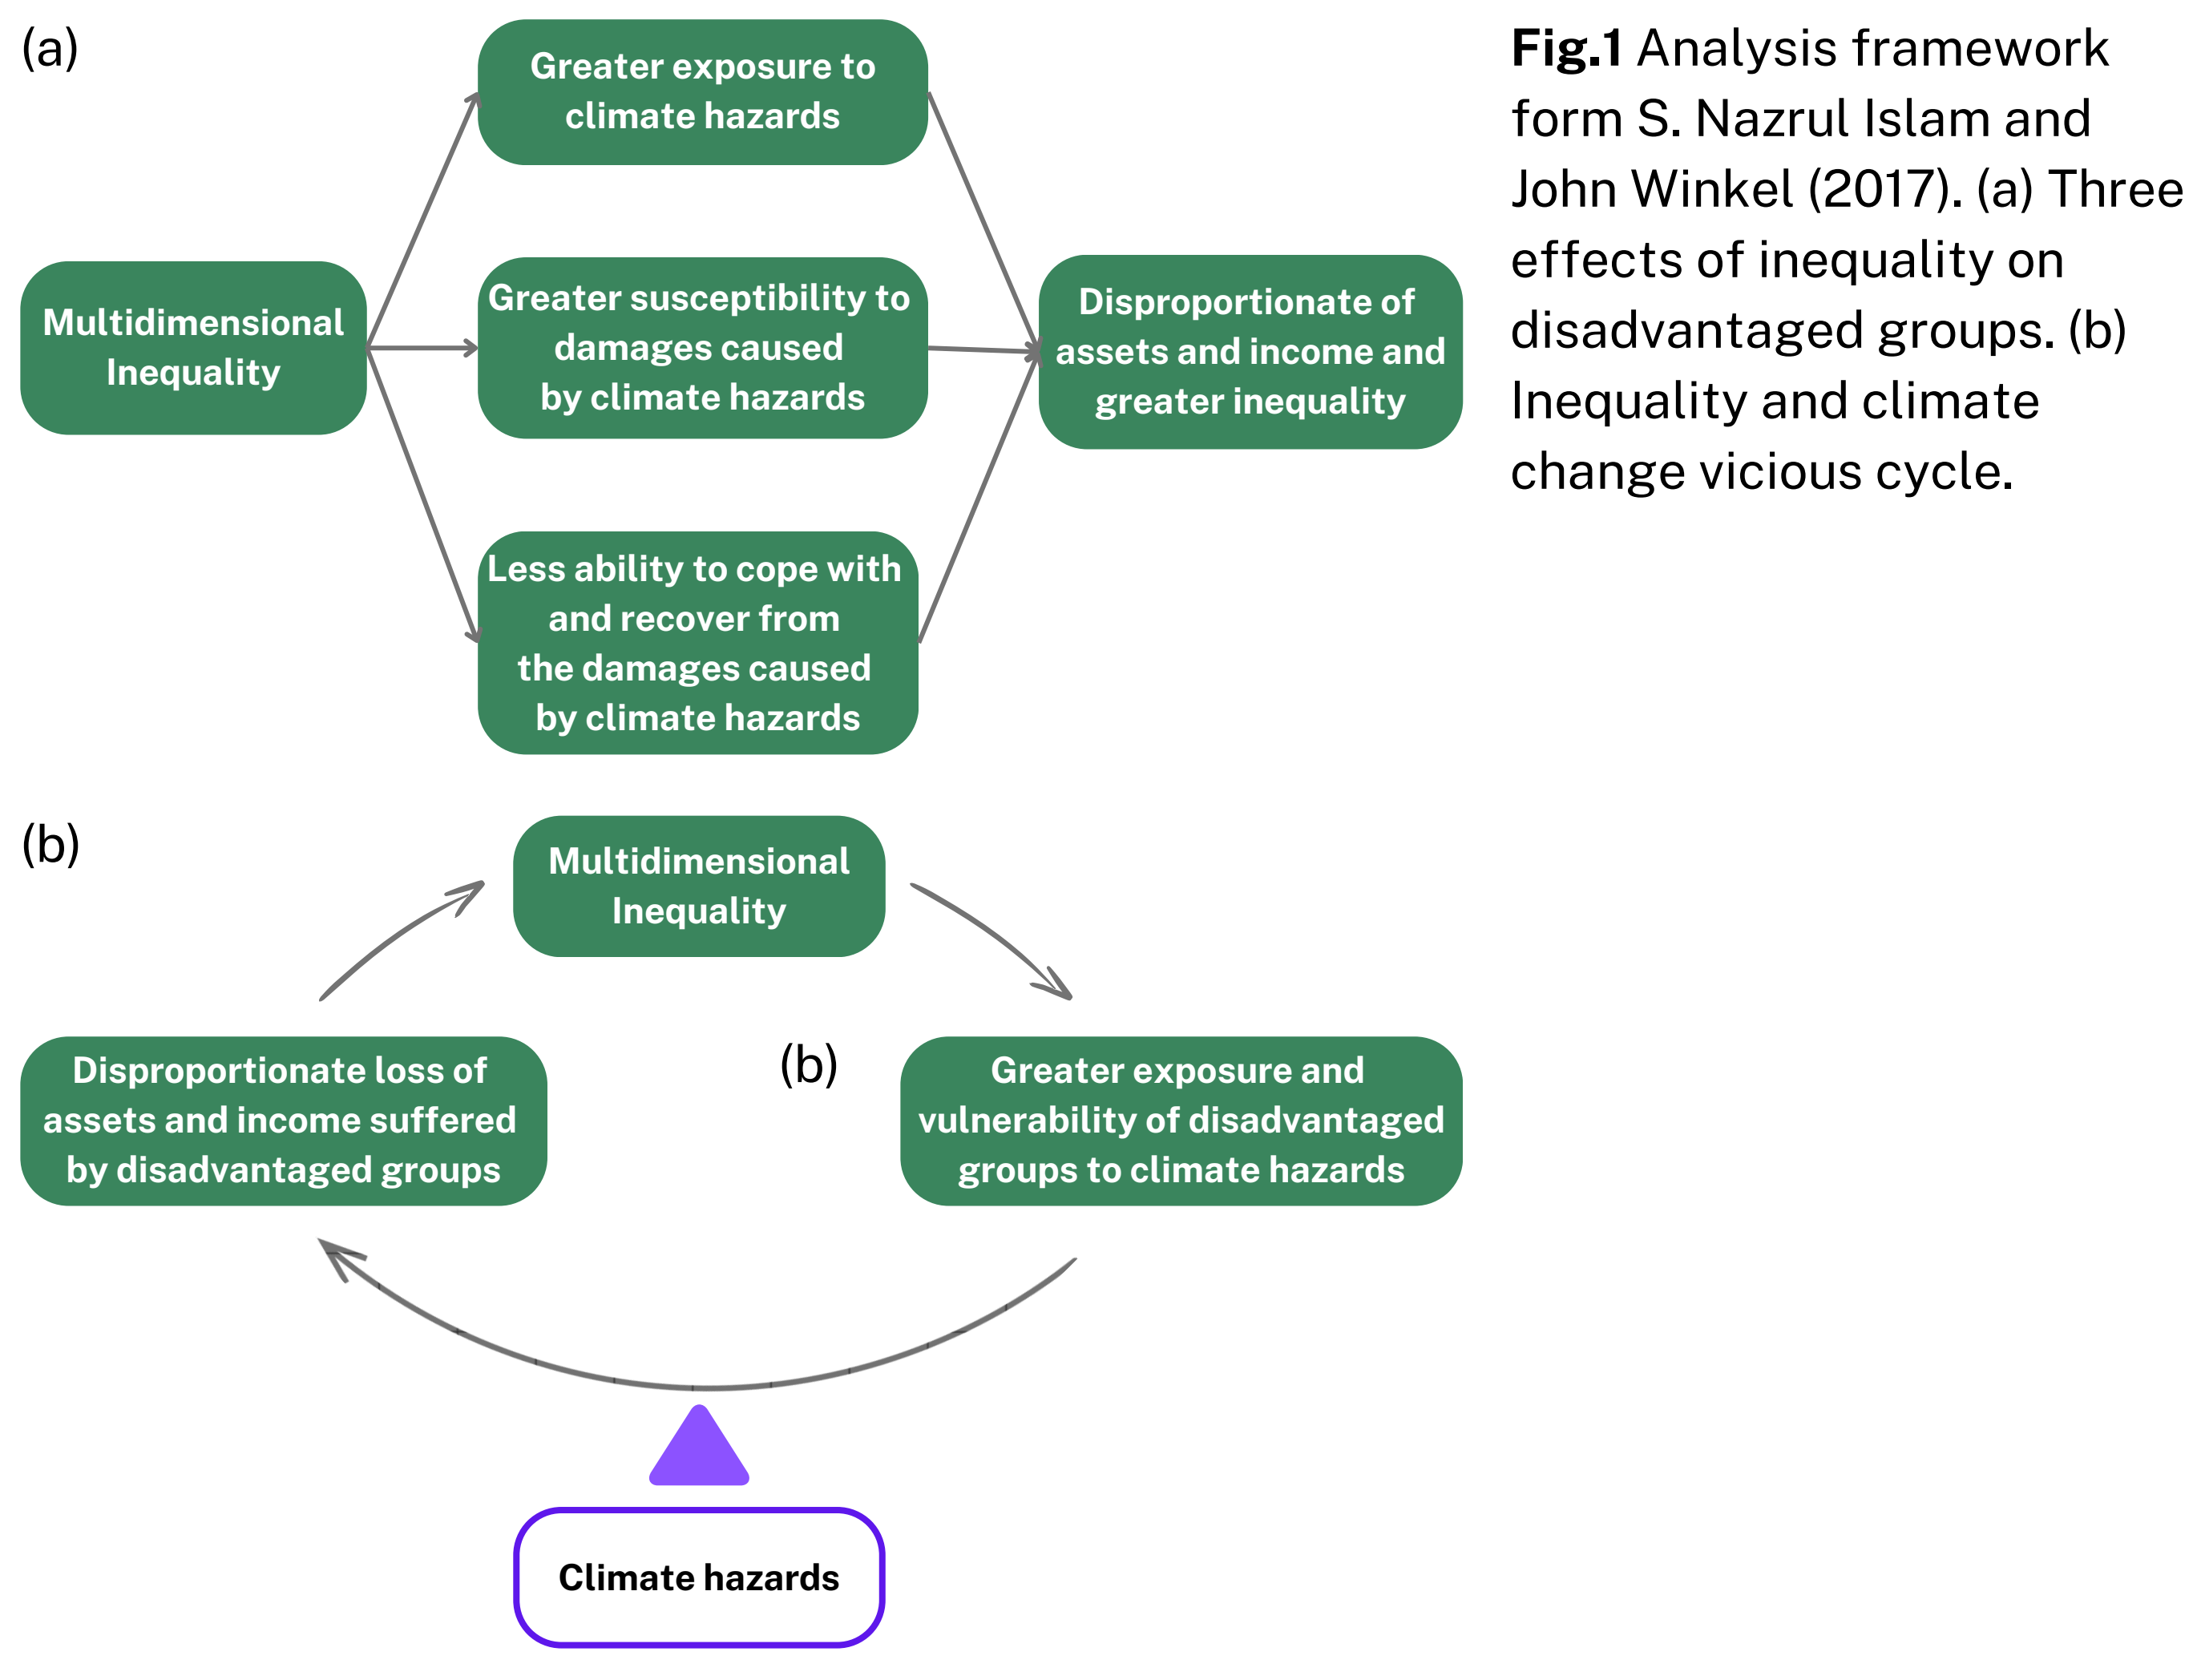 (a)
Greater exposure to
climate hazards
Multidimensional
Inequality
Greater susceptibility to
damages caused
by climate hazards
Disproportionate of
assets and income and
greater inequality
Less ability to cope with
and recover from
the damages caused
by climate hazards
Fig.1 Analysis framework
form S. Nazrul Islam and
John Winkel (2017). (a) Three
effects of inequality on
disadvantaged groups. (b)
Inequality and climate
change vicious cycle.
(b)
Multidimensional
Inequality
Disproportionate loss of
assets and income suffered
by disadvantaged groups
(b)
Greater exposure and
vulnerability of disadvantaged
groups to climate hazards
Climate hazards